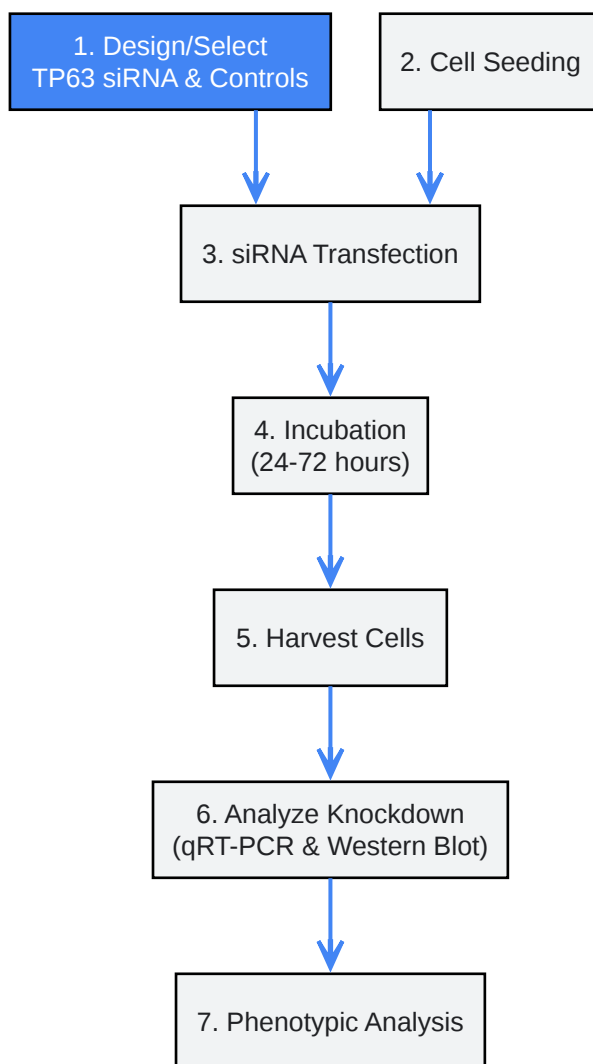 1. Design/Select
TP63 siRNA & Controls
2. Cell Seeding
3. siRNA Transfection
4. Incubation
(24-72 hours)
5. Harvest Cells
6. Analyze Knockdown
(qRT-PCR & Western Blot)
7. Phenotypic Analysis